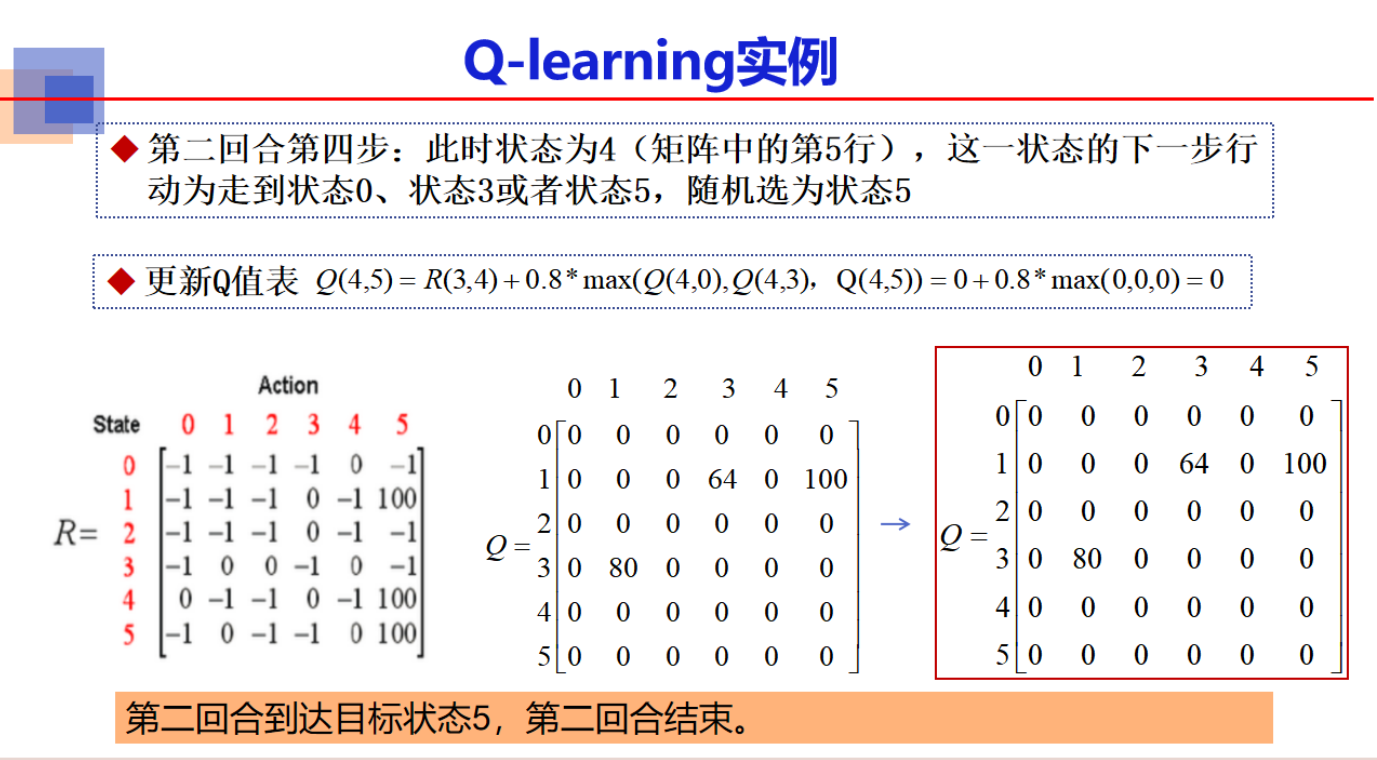 Q-learning实例
◆ 第二回合第四步：此时状态为4（矩阵中的第5行），这一状态的下一步行
动为走到状态0、状态3或者状态5，随机选为状态5
◆ 更新Q值表 Q(4,5) = R(3,4) + 0.8 * max(Q(4,0),Q(4,3)，Q(4,5)) = 0 + 0.8 * max(0,0,0) = 0
Action
State 0 1 2 3 4 5
0 −1 −1 −1 −1 0 −1
1 −1 −1 −1 0 −1 100
R= 2 −1 −1 −1 0 −1 −1
3 −1 0 0 −1 0 −1
4 0 −1 −1 0 −1 100
5 −1 0 −1 −1 0 100
0 1 2 3 4 5
0 0 0 0 0 0 0
1 0 0 0 64 0 100
2 0 0 0 0 0 0
Q =
3 0 80 0 0 0 0
4 0 0 0 0 0 0
5 0 0 0 0 0 0
→
0 1 2 3 4 5
0 0 0 0 0 0 0
1 0 0 0 64 0 100
2 0 0 0 0 0 0
Q =
3 0 80 0 0 0 0
4 0 0 0 0 0 0
5 0 0 0 0 0 0
第二回合到达目标状态5，第二回合结束。